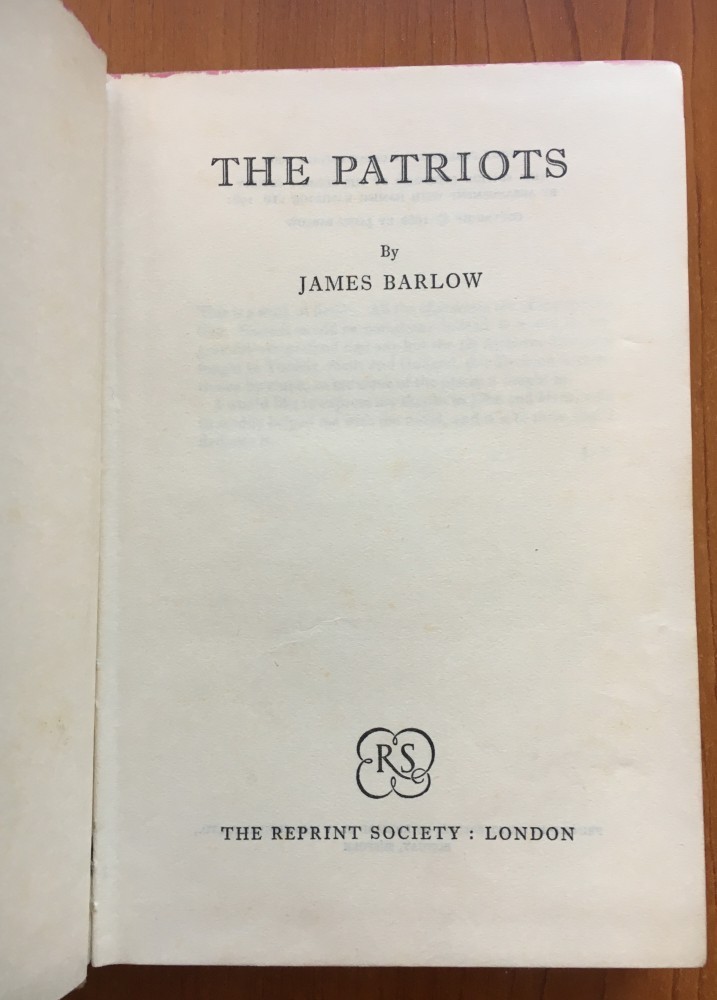 THE PATRIOTS
By
JAMES BARLOW
RS
THE REPRINT SOCIETY : LONDON